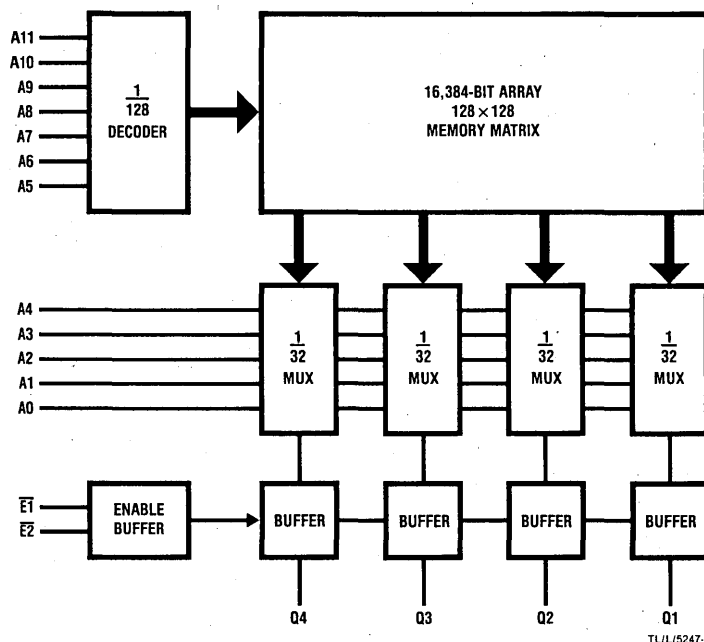 A11
A10
A9
A8
A7
A6
A5
1
128
DECODER
16,384-BIT ARRAY
128 × 128
MEMORY MATRIX
A4
A3
A2
A1
A0
1
32
MUX
1
32
MUX
1
32
MUX
1
32
MUX
E1
E2
ENABLE
BUFFER
BUFFER
BUFFER
BUFFER
BUFFER
Q4
Q3
Q2
Q1
TL/L/5247-